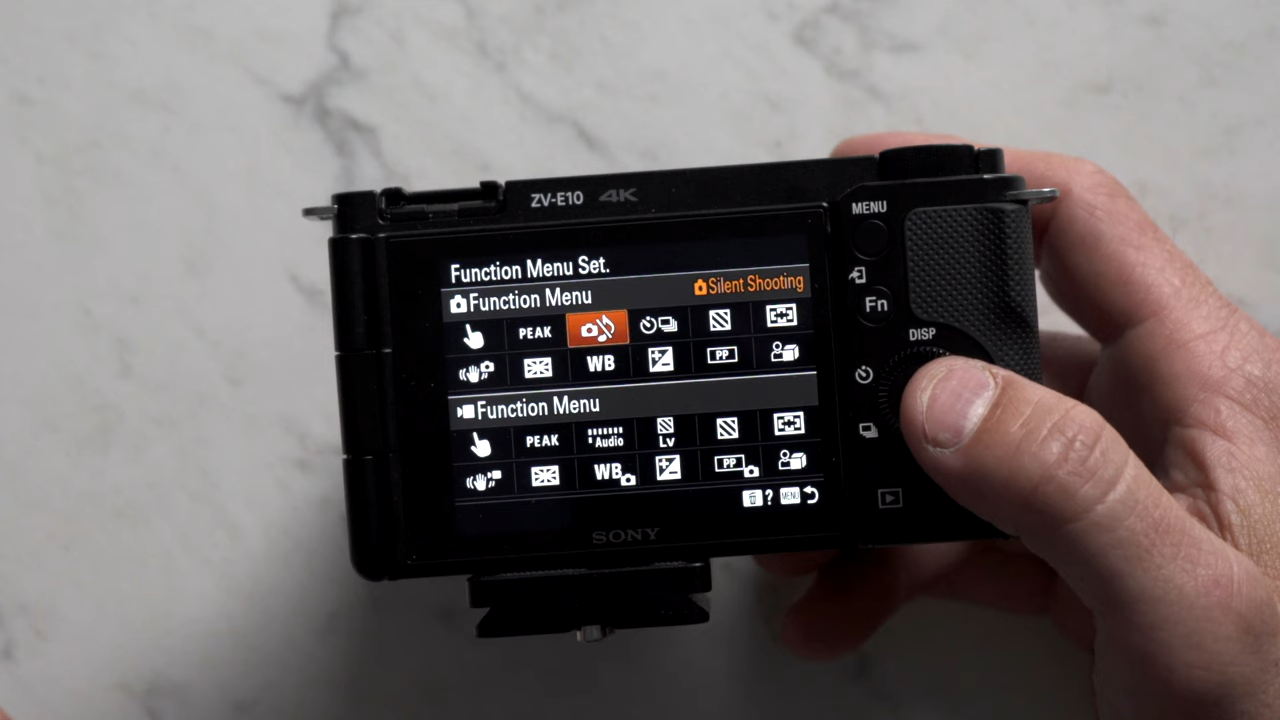 ZV-E10 4K
MENU
Function Menu Set.
Function Menu Silent Shooting
PEAK
WB PP
Function Menu
PEAK Audio Lv
WB PP
? MENU
Fn
DISP
SONY